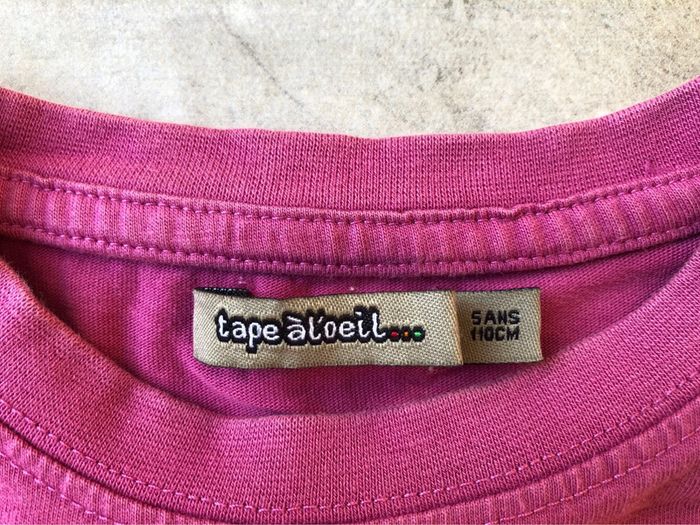 tape à l'oeil...
5 ANS
110CM